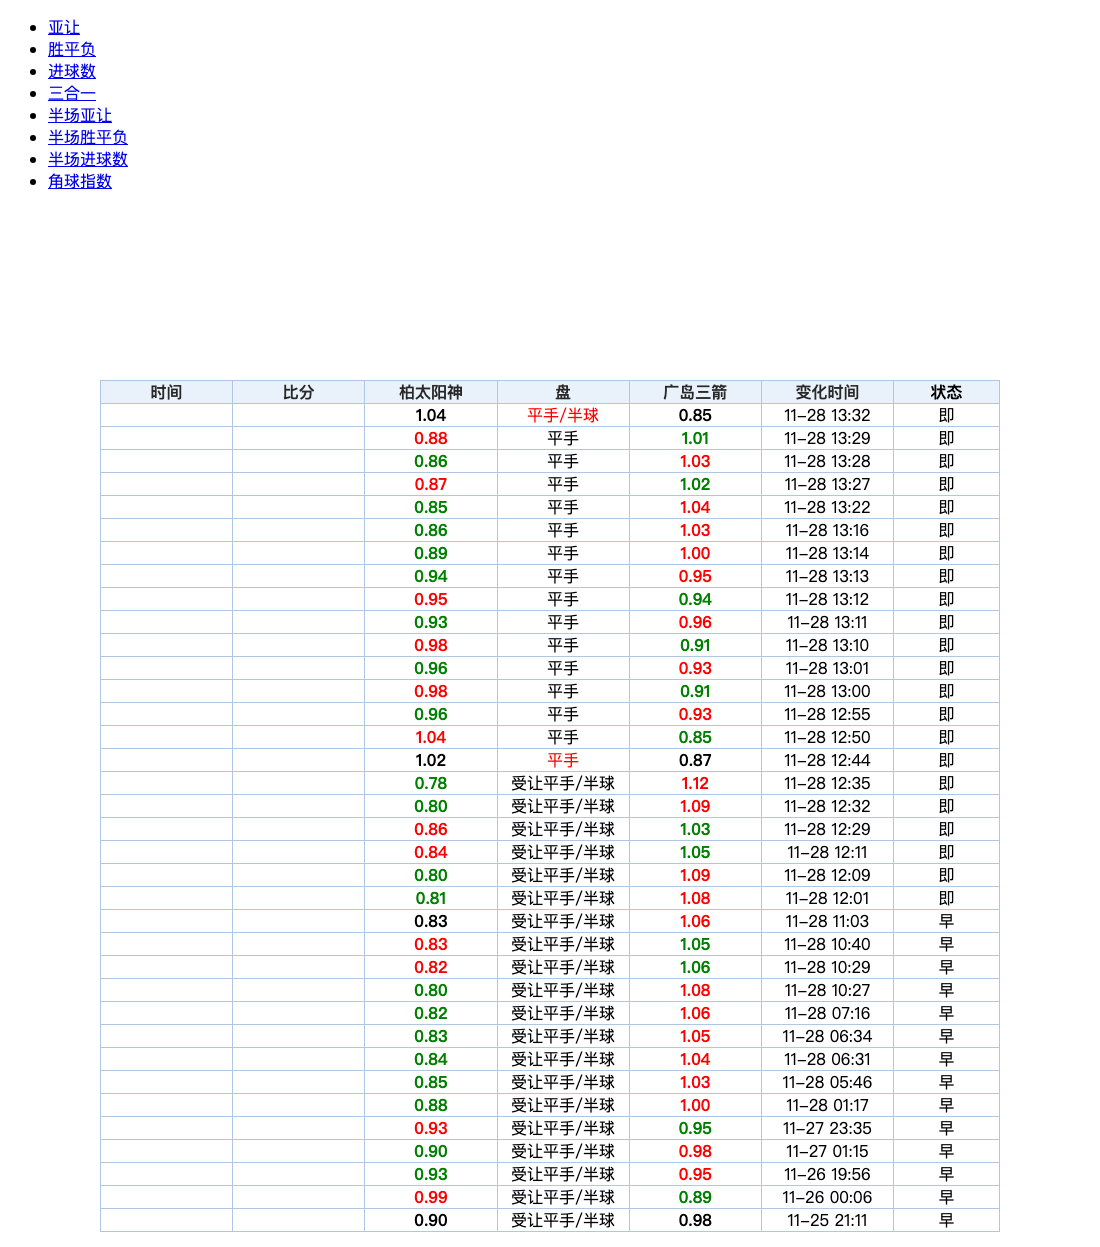 亚让
胜平负
进球数
三合一
半场亚让
半场胜平负
半场进球数
角球指数
时间 比分 柏太阳神 盘 广岛三箭 变化时间 状态
1.04 平手/半球 0.85 11-28 13:32 即
0.88 平手 1.01 11-28 13:29 即
0.86 平手 1.03 11-28 13:28 即
0.87 平手 1.02 11-28 13:27 即
0.85 平手 1.04 11-28 13:22 即
0.86 平手 1.03 11-28 13:16 即
0.89 平手 1.00 11-28 13:14 即
0.94 平手 0.95 11-28 13:13 即
0.95 平手 0.94 11-28 13:12 即
0.93 平手 0.96 11-28 13:11 即
0.98 平手 0.91 11-28 13:10 即
0.96 平手 0.93 11-28 13:01 即
0.98 平手 0.91 11-28 13:00 即
0.96 平手 0.93 11-28 12:55 即
1.04 平手 0.85 11-28 12:50 即
1.02 平手 0.87 11-28 12:44 即
0.78 受让平手/半球 1.12 11-28 12:35 即
0.80 受让平手/半球 1.09 11-28 12:32 即
0.86 受让平手/半球 1.03 11-28 12:29 即
0.84 受让平手/半球 1.05 11-28 12:11 即
0.80 受让平手/半球 1.09 11-28 12:09 即
0.81 受让平手/半球 1.08 11-28 12:01 即
0.83 受让平手/半球 1.06 11-28 11:03 早
0.83 受让平手/半球 1.05 11-28 10:40 早
0.82 受让平手/半球 1.06 11-28 10:29 早
0.80 受让平手/半球 1.08 11-28 10:27 早
0.82 受让平手/半球 1.06 11-28 07:16 早
0.83 受让平手/半球 1.05 11-28 06:34 早
0.84 受让平手/半球 1.04 11-28 06:31 早
0.85 受让平手/半球 1.03 11-28 05:46 早
0.88 受让平手/半球 1.00 11-28 01:17 早
0.93 受让平手/半球 0.95 11-27 23:35 早
0.90 受让平手/半球 0.98 11-27 01:15 早
0.93 受让平手/半球 0.95 11-26 19:56 早
0.99 受让平手/半球 0.89 11-26 00:06 早
0.90 受让平手/半球 0.98 11-25 21:11 早